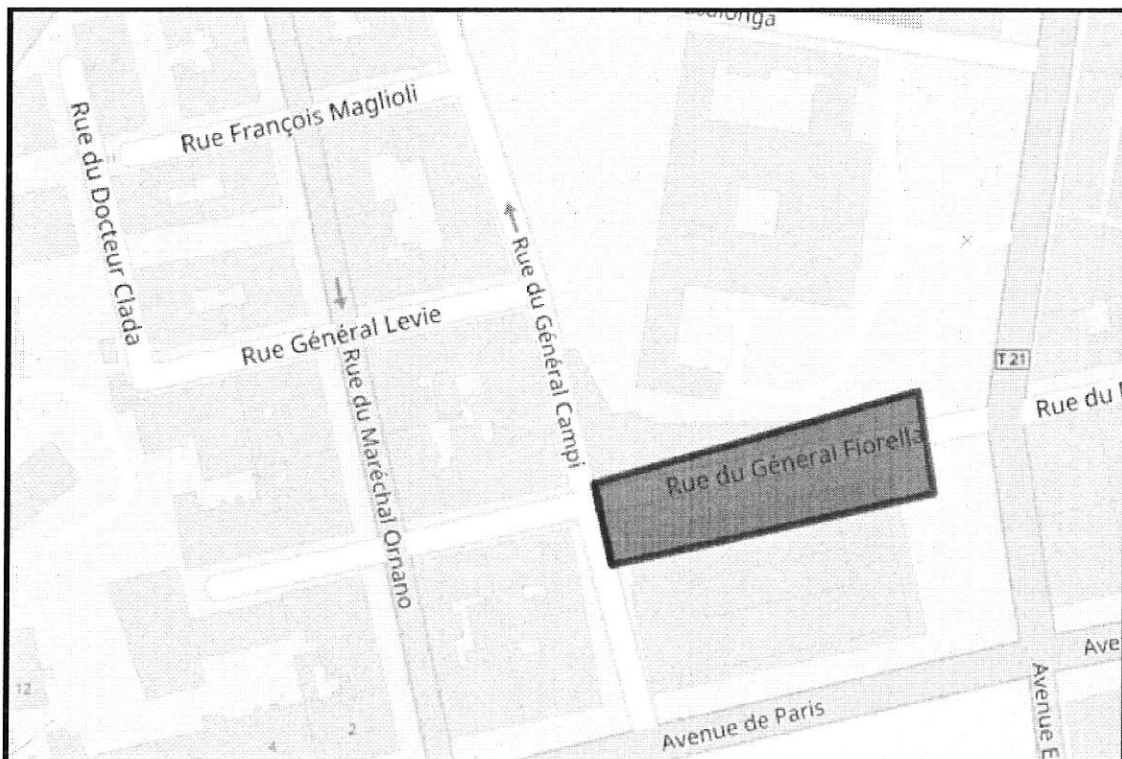 Rue François Maglioli
Rue du Docteur Clada
Rue du Général Campi
Rue Général Levie
T 21
Rue du Maréchal Ornano
Rue du
Rue du Général Fiorella
Avenue de Paris
Avenue E
Ave
12
2
4